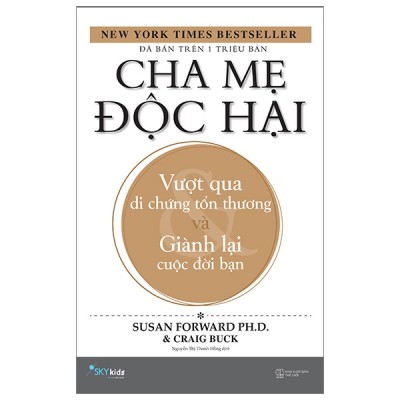 NEW YORK TIMES BESTSELLER
ĐÃ BÁN TRÊN 1 TRIỆU BẢN
CHA MẸ
ĐỘC HẠI
&
Vượt qua
di chứng tổn thương
và
Giành lại
cuộc đời bạn
SUSAN FORWARD PH.D.
& CRAIG BUCK
Nguyễn Thị Thanh Hằng dịch
SKYkids